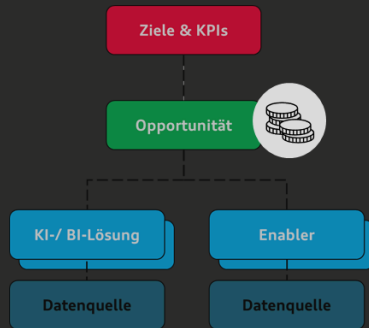 Ziele & KPIs
Opportunität
KI-/ BI-Lösung
Enabler
Datenquelle
Datenquelle